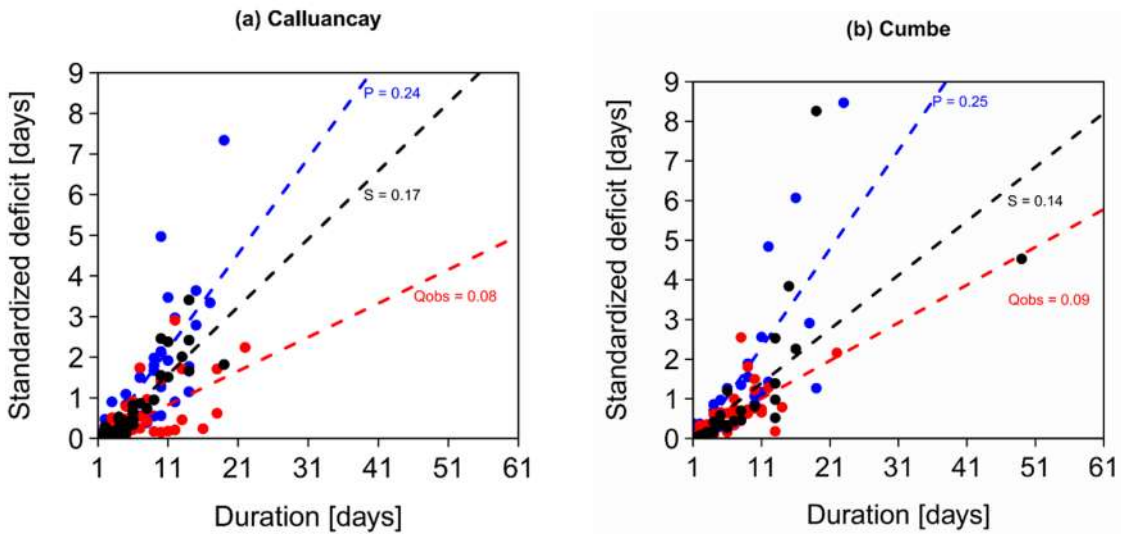 (a) Calluancay
Standardized deficit [days]
9
8
7
6
5
4
3
2
1
0
P = 0.24
S = 0.17
Qobs = 0.08
1 11 21 31 41 51 61
Duration [days]
(b) Cumbe
Standardized deficit [days]
9
8
7
6
5
4
3
2
1
0
P = 0.25
S = 0.14
Qobs = 0.09
1 11 21 31 41 51 61
Duration [days]